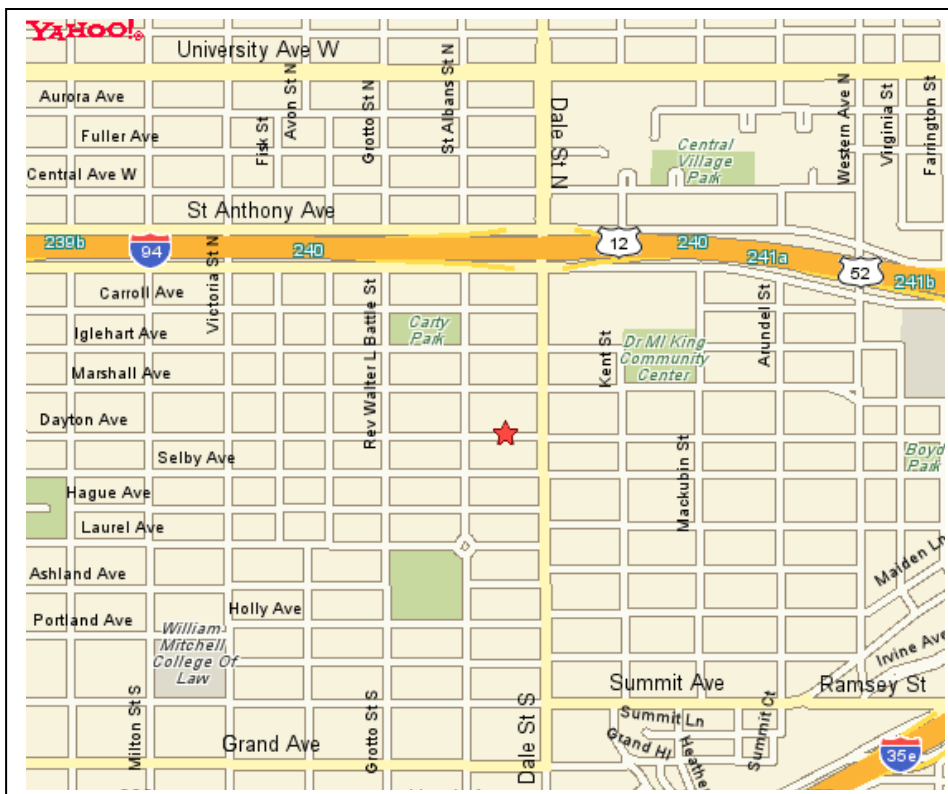 YAHOO!®
University Ave W
Aurora Ave
Fuller Ave
Central Ave W
Fisk St
Avon St N
Grotto St N
St Albans St N
Dale St N
Central
Village
Park
Western Ave N
Virginia St
Farrington St
St Anthony Ave
239b
94
240
12
240
241a
52
241b
Victoria St N
Carroll Ave
Iglehart Ave
Marshall Ave
Dayton Ave
Selby Ave
Hague Ave
Laurel Ave
Ashland Ave
Portland Ave
Holly Ave
Rev Walter L Battle St
Carty
Park
Kent St
Dr Ml King
Community
Center
Arundel St
Mackubin St
Boyd
Park
Maiden Ln
Irvine Ave
William
Mitchell
College Of
Law
Summit Ave
Ramsey St
Milton St S
Grand Ave
Grotto St S
Dale St S
Summit Ln
Grand Hl
Heathe
Summit Ct
35e